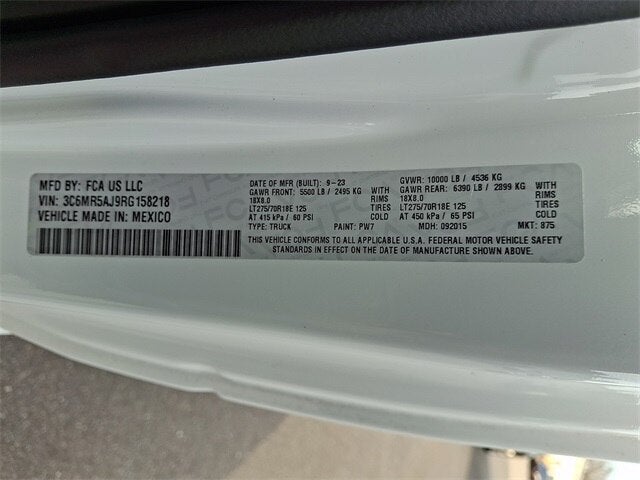 MFD BY: FCA US LLC
VIN: 3C6MR5AJ9RG158218
VEHICLE MADE IN: MEXICO
DATE OF MFR (BUILT): 9-23
GAWR FRONT: 5500 LB / 2495 KG WITH
18X8.0 RIMS
LT275/70R18E 125 TIRES
AT 415 kPa / 60 PSI COLD
TYPE: TRUCK PAINT: PW7
GVWR: 10000 LB / 4536 KG
GAWR REAR: 6390 LB / 2899 KG WITH
18X8.0 RIMS
LT275/70R18E 125 TIRES
AT 450 kPa / 65 PSI COLD
MDH: 092015 MKT: 875
THIS VEHICLE CONFORMS TO ALL APPLICABLE U.S.A. FEDERAL MOTOR VEHICLE SAFETY
STANDARDS IN EFFECT ON THE DATE OF MANUFACTURE SHOWN ABOVE.